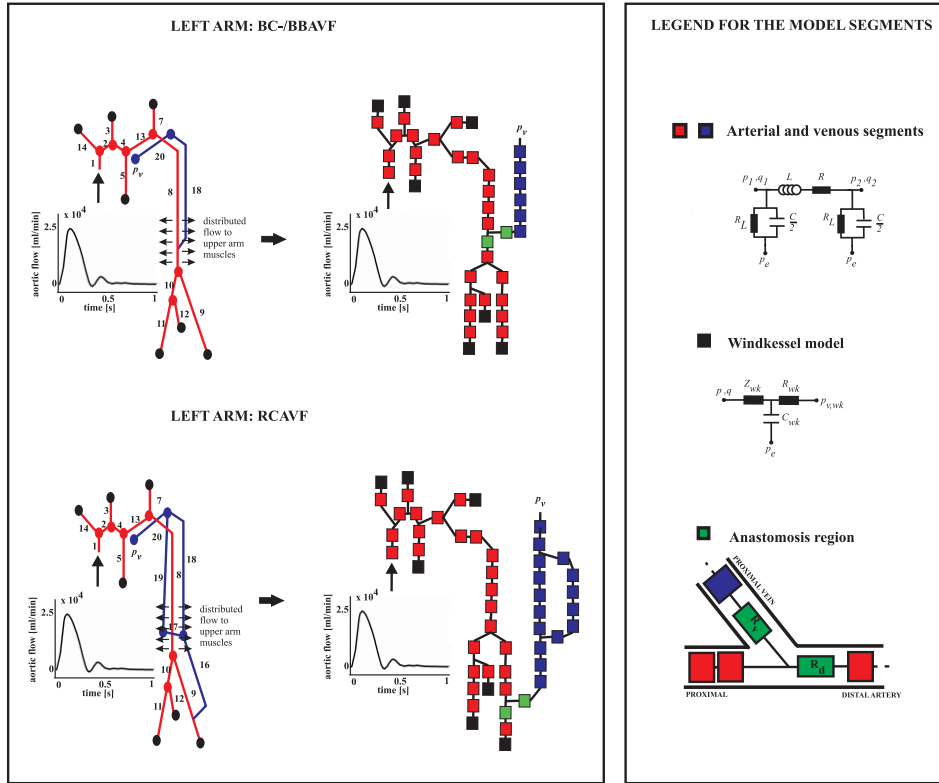 LEFT ARM: BC-/BBAVF
3
7
14
2
4
13
1
20
p_v
5
8
18
x 10^4
2.5
aortic flow [ml/min]
0
0
0.5
1
time [s]
distributed
flow to
upper arm
muscles
10
11
12
9
p_v
x 10^4
2.5
aortic flow [ml/min]
0
0
0.5
1
time [s]
LEFT ARM: RCAVF
3
7
14
2
4
13
1
20
p_v
5
18
8
19
x 10^4
2.5
aortic flow [ml/min]
0
0
0.5
1
time [s]
distributed
flow to
upper arm
muscles
17
16
10
11
12
9
p_v
x 10^4
2.5
aortic flow [ml/min]
0
0
0.5
1
time [s]
LEGEND FOR THE MODEL SEGMENTS
Arterial and venous segments
p_1,q_1
L
R
p_2,q_2
R_L
C/2
R_L
C/2
p_e
p_e
Windkessel model
Z_wk
R_wk
p,q
p_v,wk
C_wk
p_e
Anastomosis region
PROXIMAL VEIN
R_v
R_d
PROXIMAL
DISTAL ARTERY